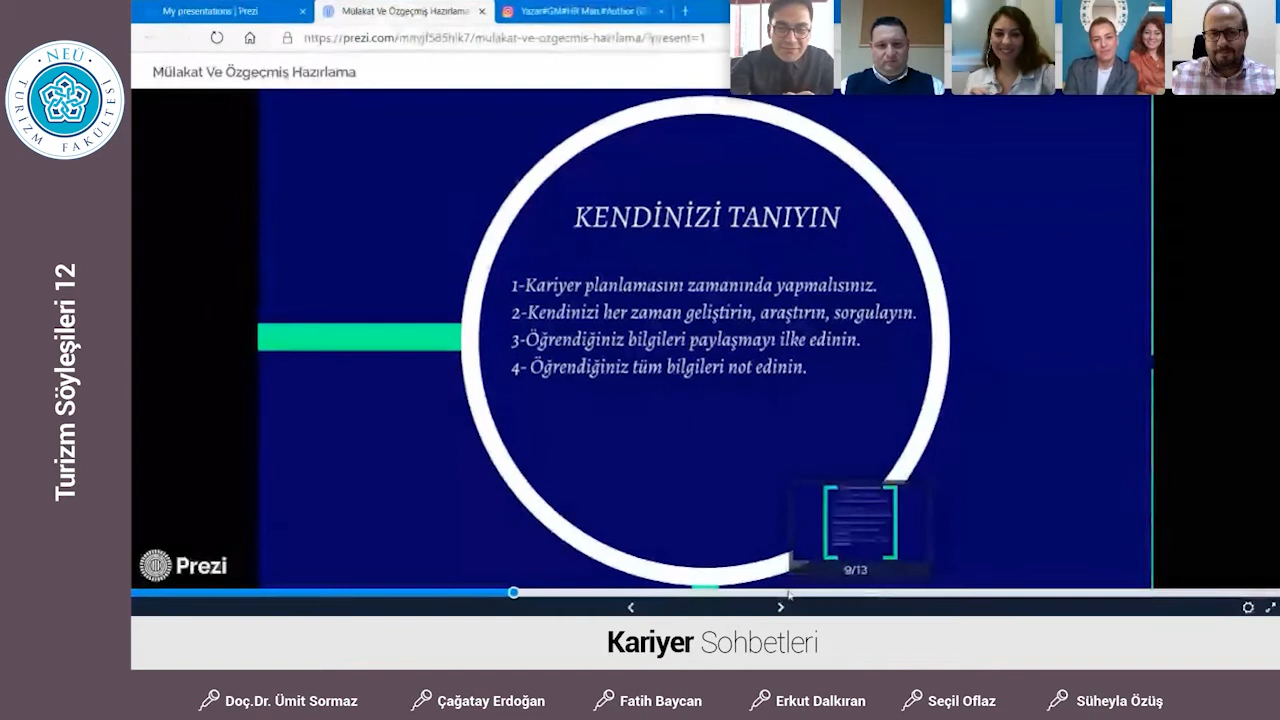 My presentations | Prezi
Mülakat Ve Özgeçmiş Hazırlama
Mülakat Ve Özgeçmiş Hazırlama
NEÜ
TURİZM FAKÜLTESİ
Turizm Söyleşileri 12
KENDİNİZİ TANIYIN
1-Kariyer planlamasını zamanında yapmalısınız.
2-Kendinizi her zaman geliştirin, araştırın, sorgulayın.
3-Öğrendiğiniz bilgileri paylaşmayı ilke edinin.
4- Öğrendiğiniz tüm bilgileri not edinin.
Prezi
9/13
Kariyer Sohbetleri
Doç.Dr. Ümit Sormaz
Çağatay Erdoğan
Fatih Baycan
Erkut Dalkıran
Seçil Oflaz
Süheyla Özüş